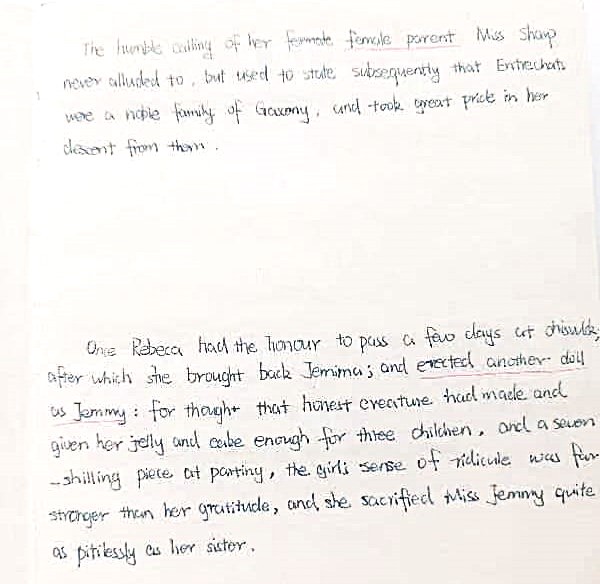 The humble calling of her female female parent Miss Sharp
never alluded to, but used to state subsequently that Entrechats
were a noble family of Gascony, and took great pride in her
descent from them.
Once Rebeca had the honour to pass a few days at chiswick;
after which she brought back Jemima; and erected another doll
as Jemmy: for thought that honest creature had made and
given her jelly and cake enough for three children, and a seven
-shilling piece at parting, the girls sense of ridicule was far
stronger than her gratitude, and she sacrified Miss Jemmy quite
as pitilessly as her sister.